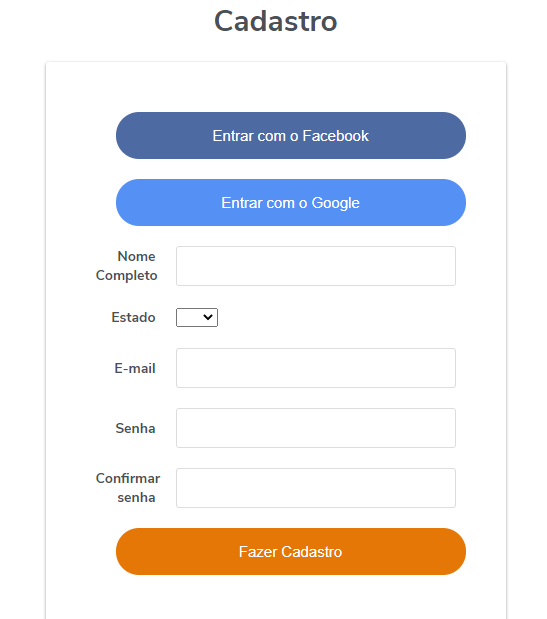 Cadastro
Entrar com o Facebook
Entrar com o Google
Nome
Completo
Estado
E-mail
Senha
Confirmar
senha
Fazer Cadastro